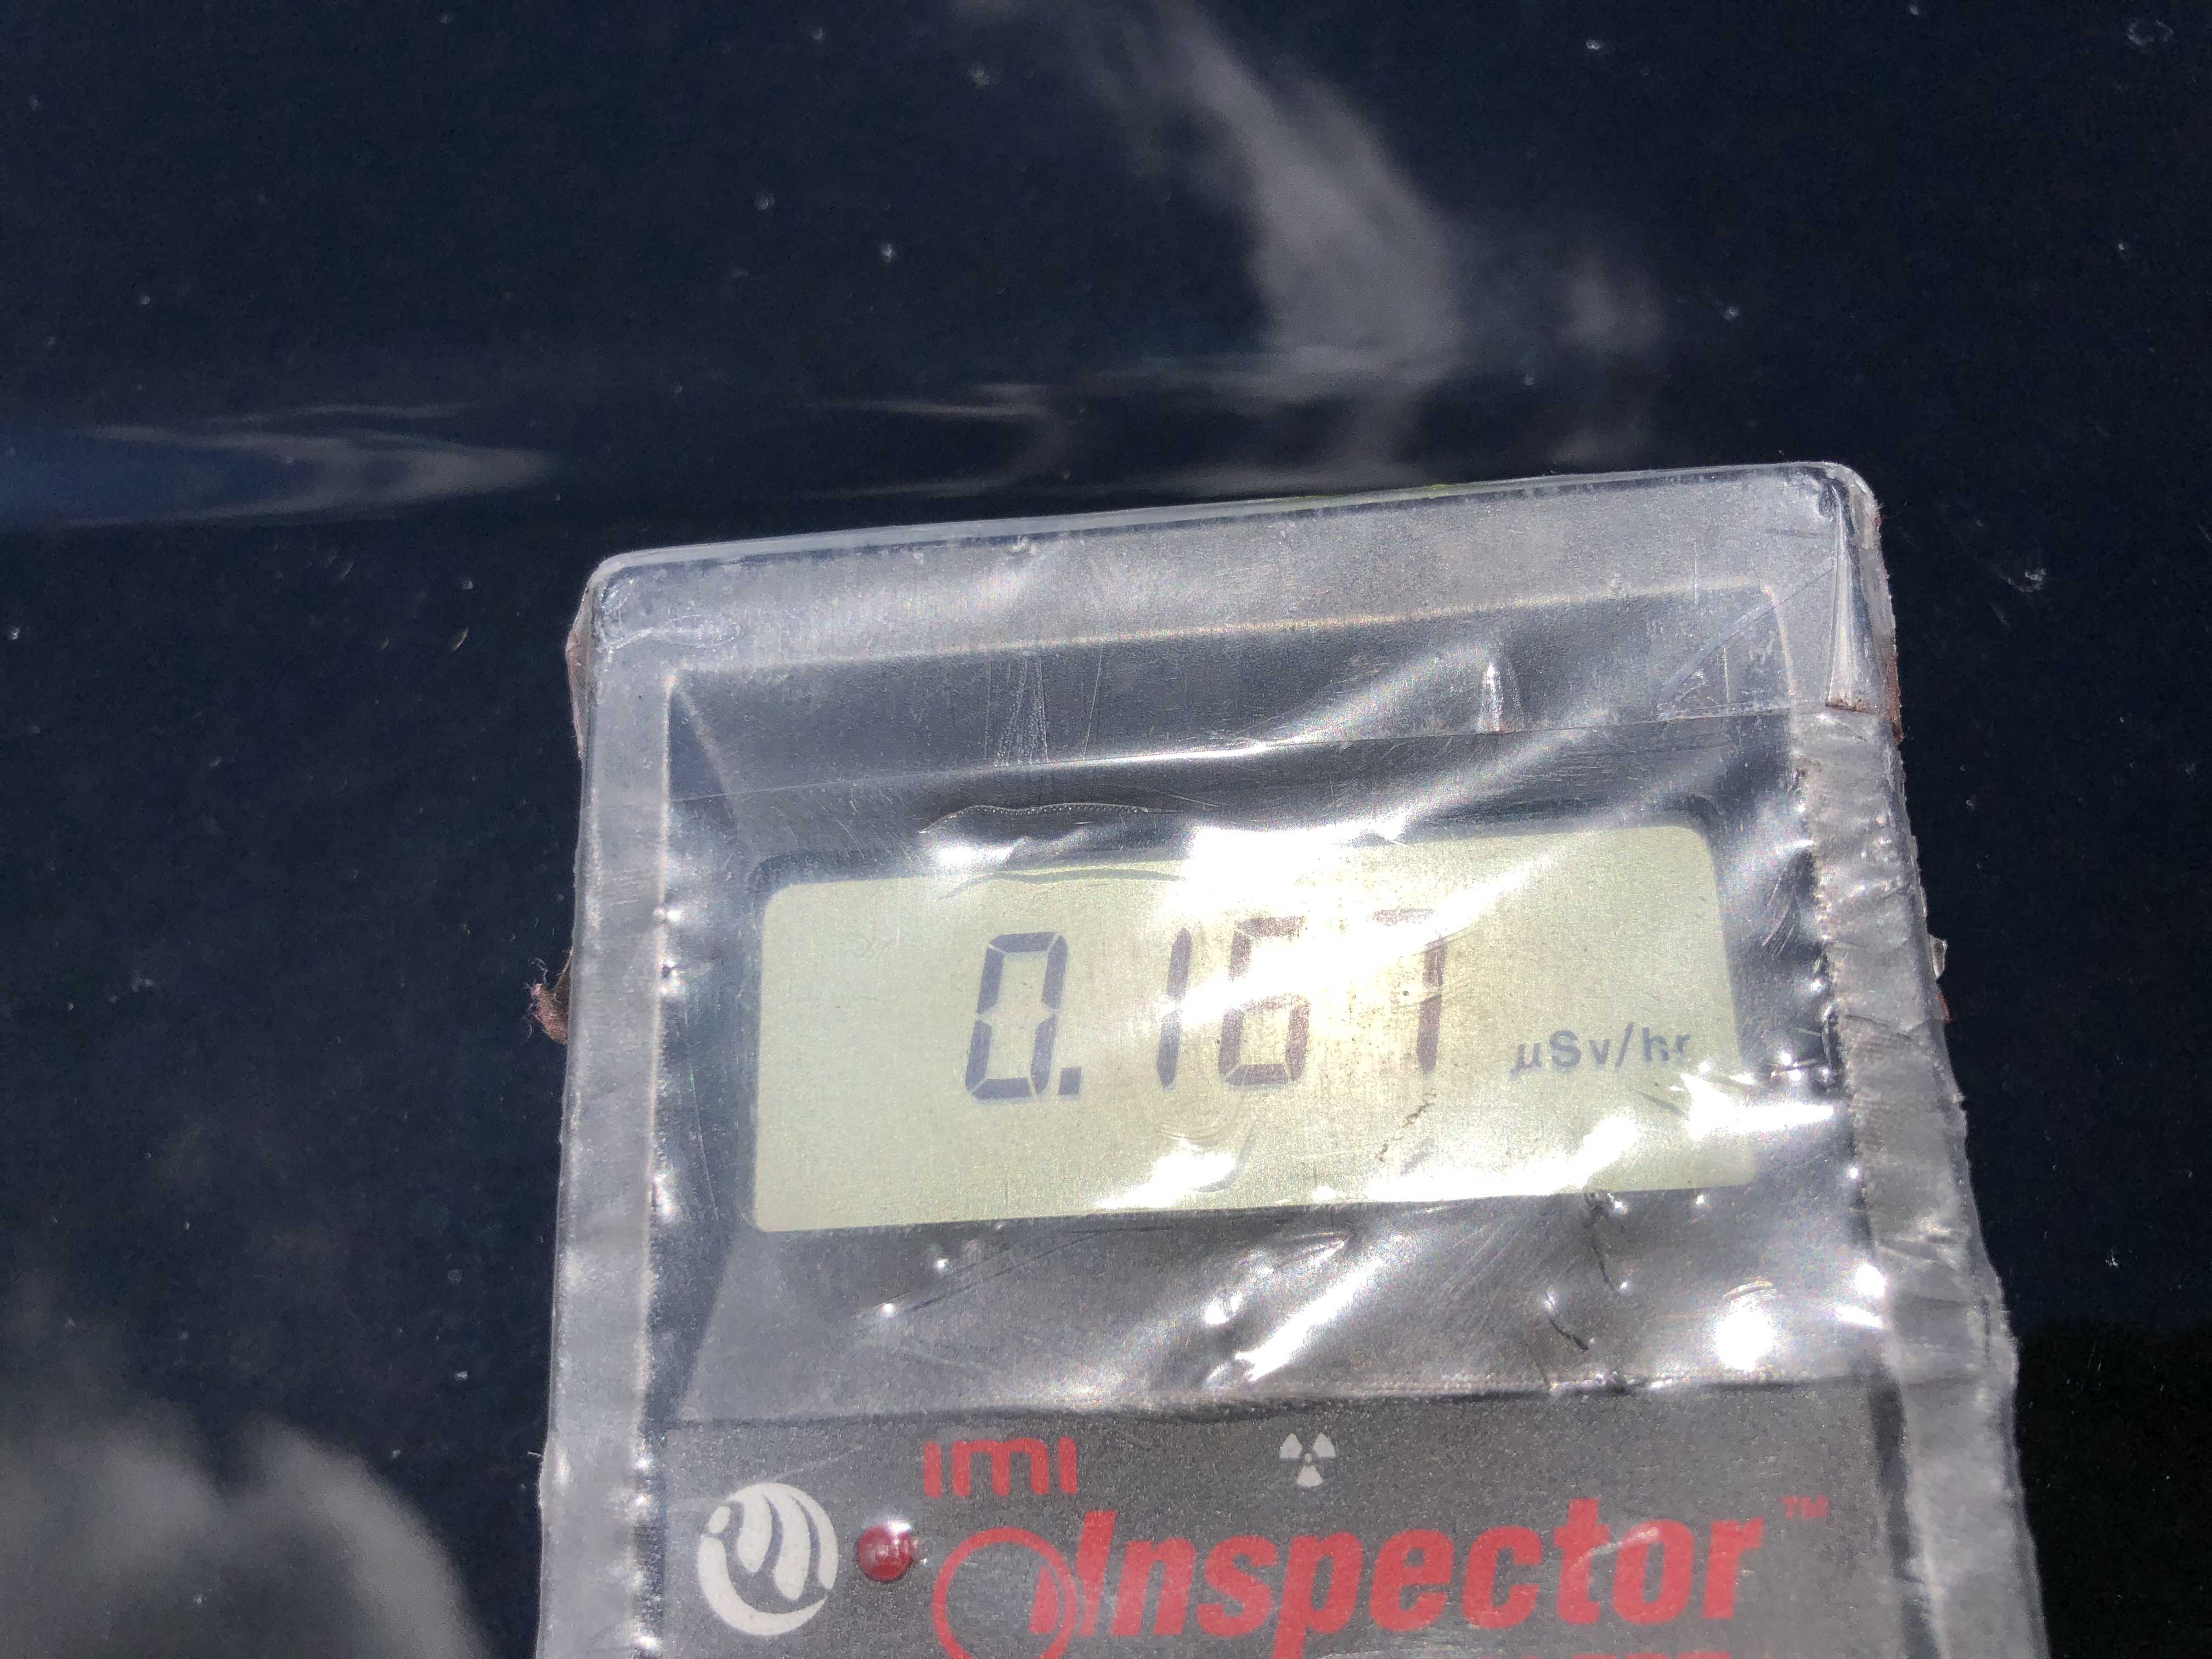 0.167 µSv/hr
imi
Inspector™